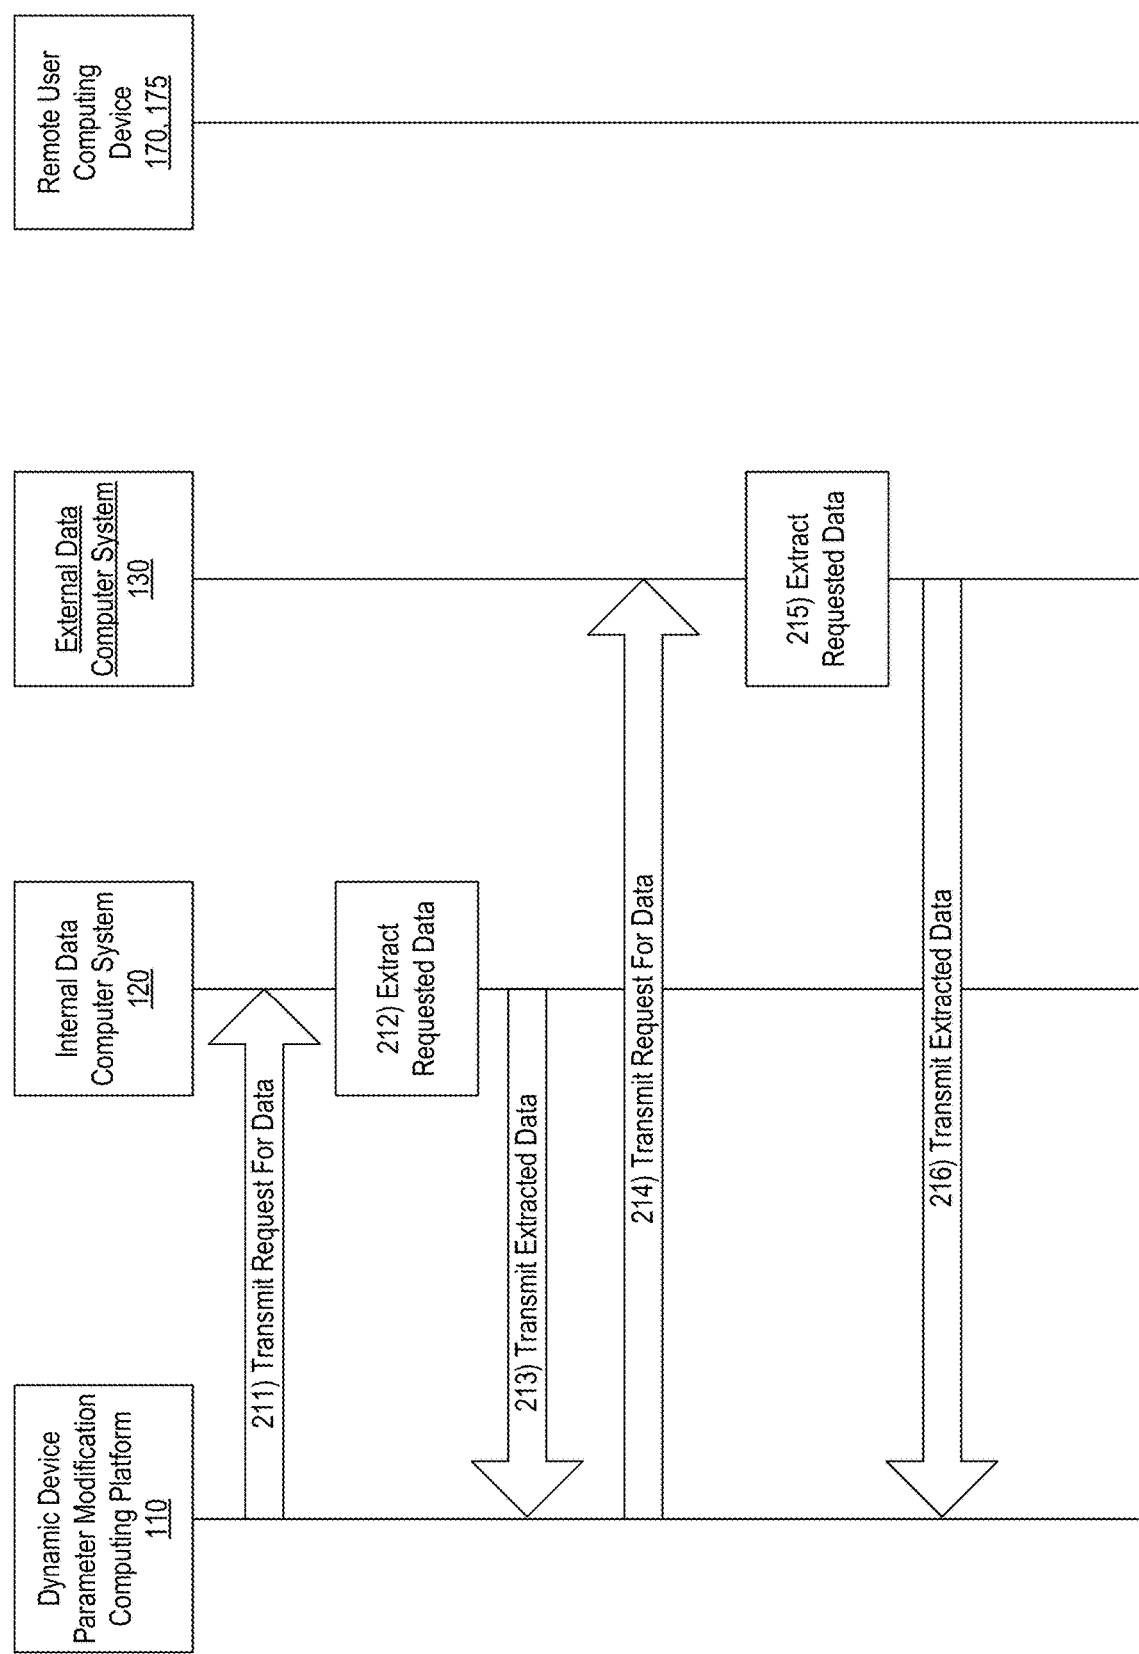 Dynamic Device
Parameter Modification
Computing Platform
110
Internal Data
Computer System
120
External Data
Computer System
130
Remote User
Computing
Device
170, 175
211) Transmit Request For Data
212) Extract
Requested Data
213) Transmit Extracted Data
214) Transmit Request For Data
215) Extract
Requested Data
216) Transmit Extracted Data